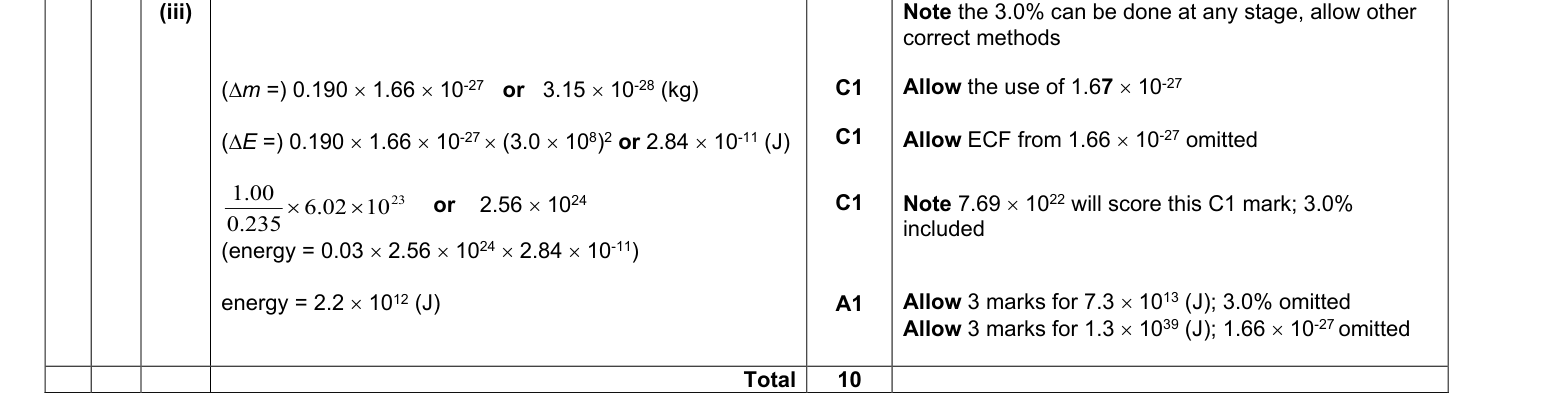 (iii)
Note the 3.0% can be done at any stage, allow other
correct methods
(Δm =) 0.190 × 1.66 × 10⁻²⁷ or 3.15 × 10⁻²⁸ (kg)
C1
Allow the use of 1.67 × 10⁻²⁷
(ΔE =) 0.190 × 1.66 × 10⁻²⁷ × (3.0 × 10⁸)² or 2.84 × 10⁻¹¹ (J)
C1
Allow ECF from 1.66 × 10⁻²⁷ omitted
1.00
0.235
× 6.02 × 10²³ or 2.56 × 10²⁴
C1
Note 7.69 × 10²² will score this C1 mark; 3.0%
included
(energy = 0.03 × 2.56 × 10²⁴ × 2.84 × 10⁻¹¹)
energy = 2.2 × 10¹² (J)
A1
Allow 3 marks for 7.3 × 10¹³ (J); 3.0% omitted
Allow 3 marks for 1.3 × 10³⁹ (J); 1.66 × 10⁻²⁷ omitted
Total
10